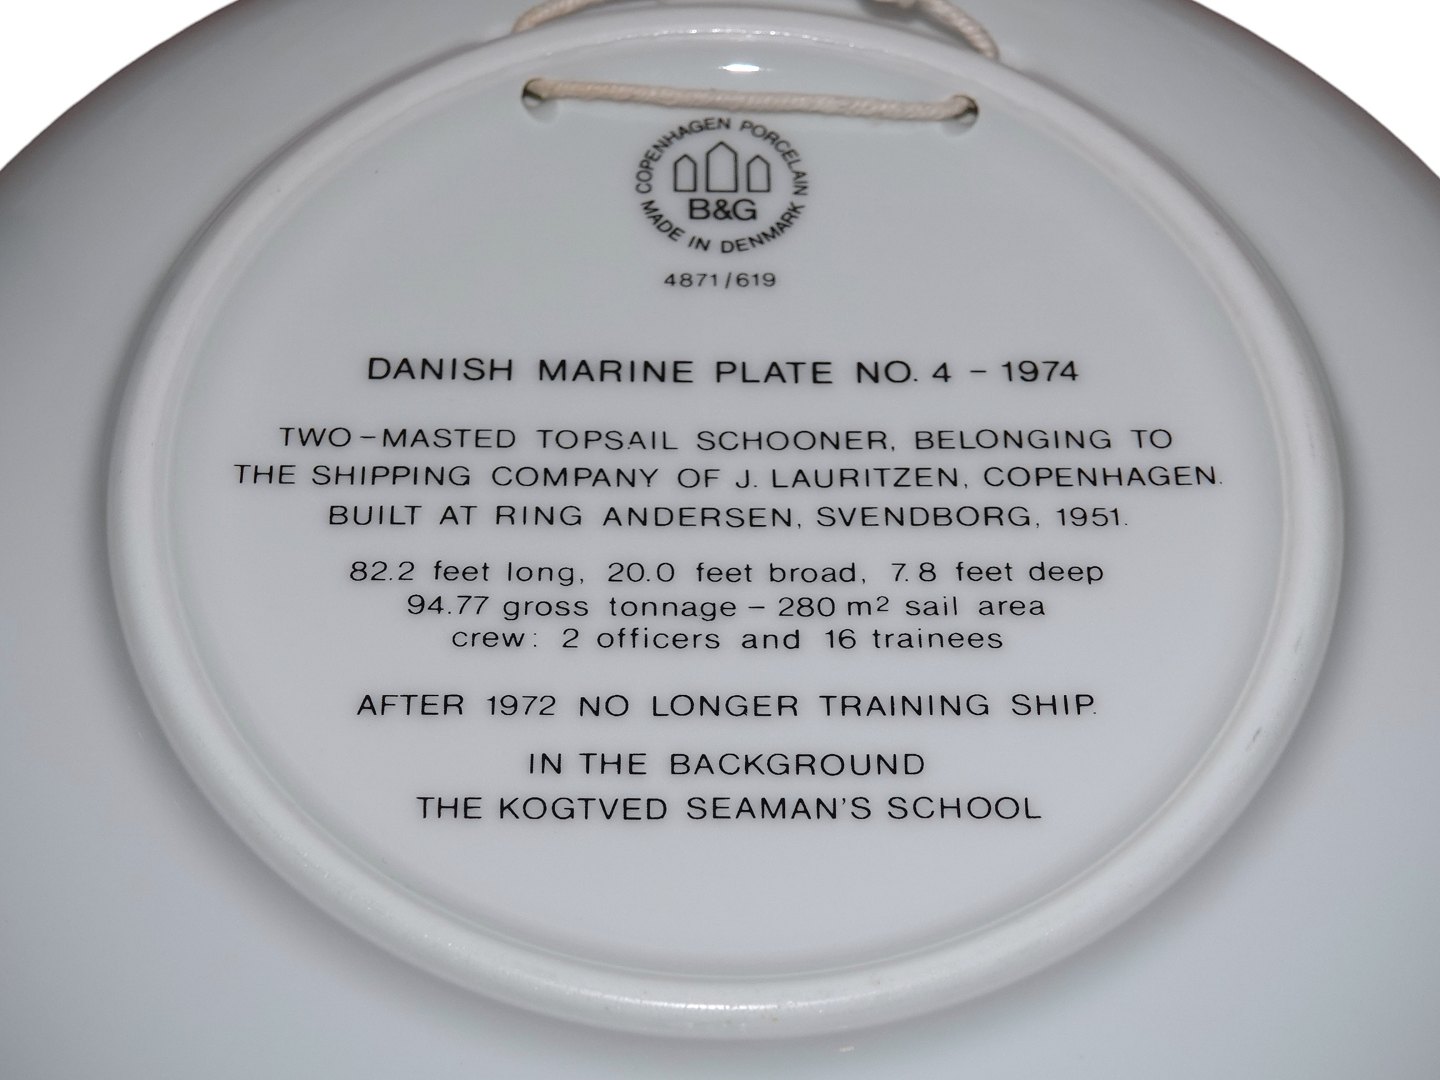 COPENHAGEN PORCELAIN
B&G
MADE IN DENMARK
4871/619
DANISH MARINE PLATE NO. 4 – 1974
TWO–MASTED TOPSAIL SCHOONER, BELONGING TO
THE SHIPPING COMPANY OF J. LAURITZEN, COPENHAGEN.
BUILT AT RING ANDERSEN, SVENDBORG, 1951.
82.2 feet long, 20.0 feet broad, 7.8 feet deep
94.77 gross tonnage – 280 m2 sail area
crew: 2 officers and 16 trainees
AFTER 1972 NO LONGER TRAINING SHIP.
IN THE BACKGROUND
THE KOGTVED SEAMAN'S SCHOOL